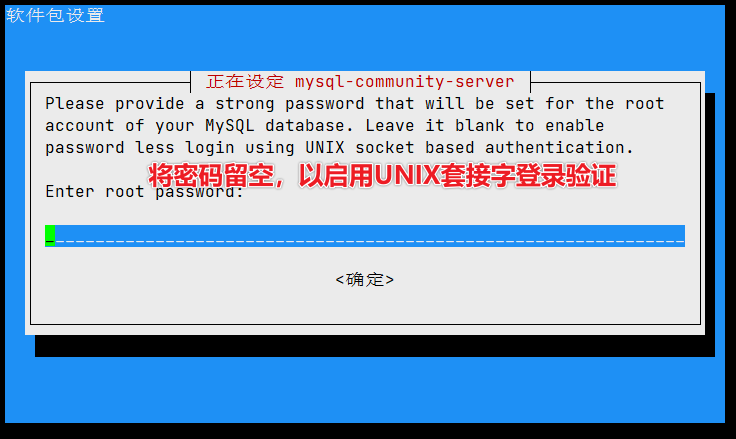 软件包设置
正在设定 mysql-community-server
Please provide a strong password that will be set for the root
account of your MySQL database. Leave it blank to enable
password less login using UNIX socket based authentication.
将密码留空，以启用UNIX套接字登录验证
Enter root password:
<确定>